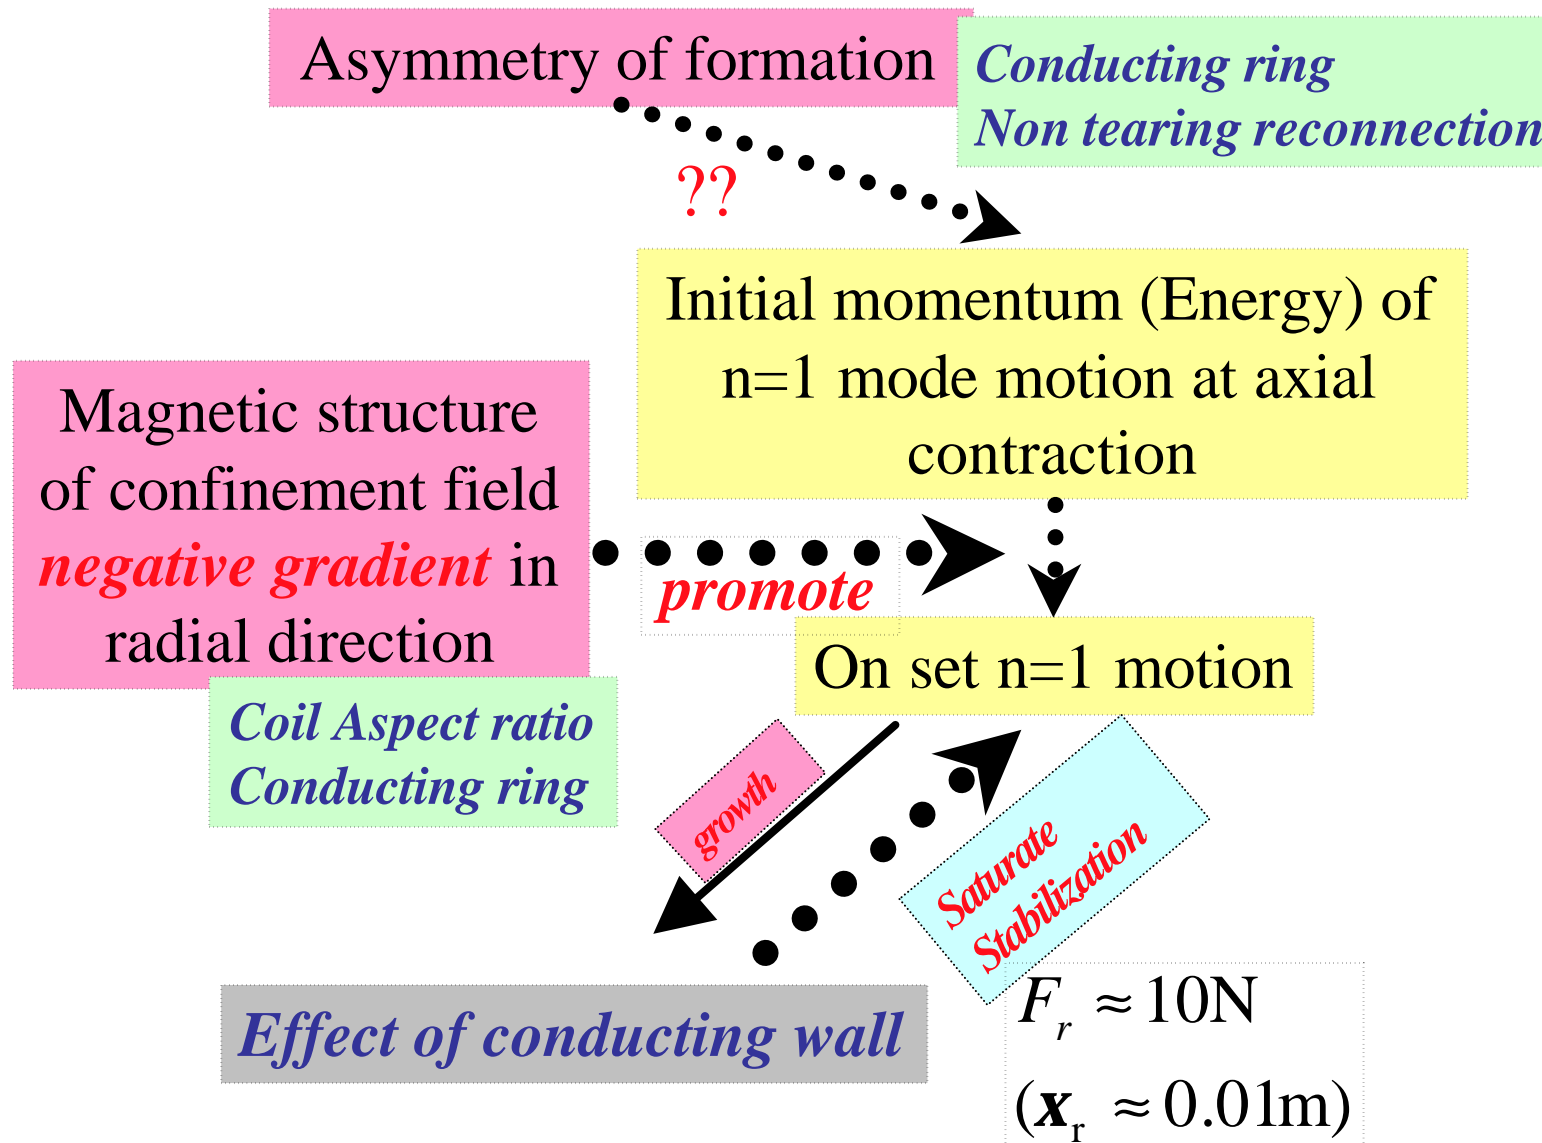 Asymmetry of formation
Conducting ring
Non tearing reconnection
??
Initial momentum (Energy) of
n=1 mode motion at axial
contraction
Magnetic structure
of confinement field
negative gradient in
radial direction
promote
On set n=1 motion
Coil Aspect ratio
Conducting ring
growth
Saturate
Stabilization
Effect of conducting wall
F_r ≈ 10N
(x_r ≈ 0.01m)